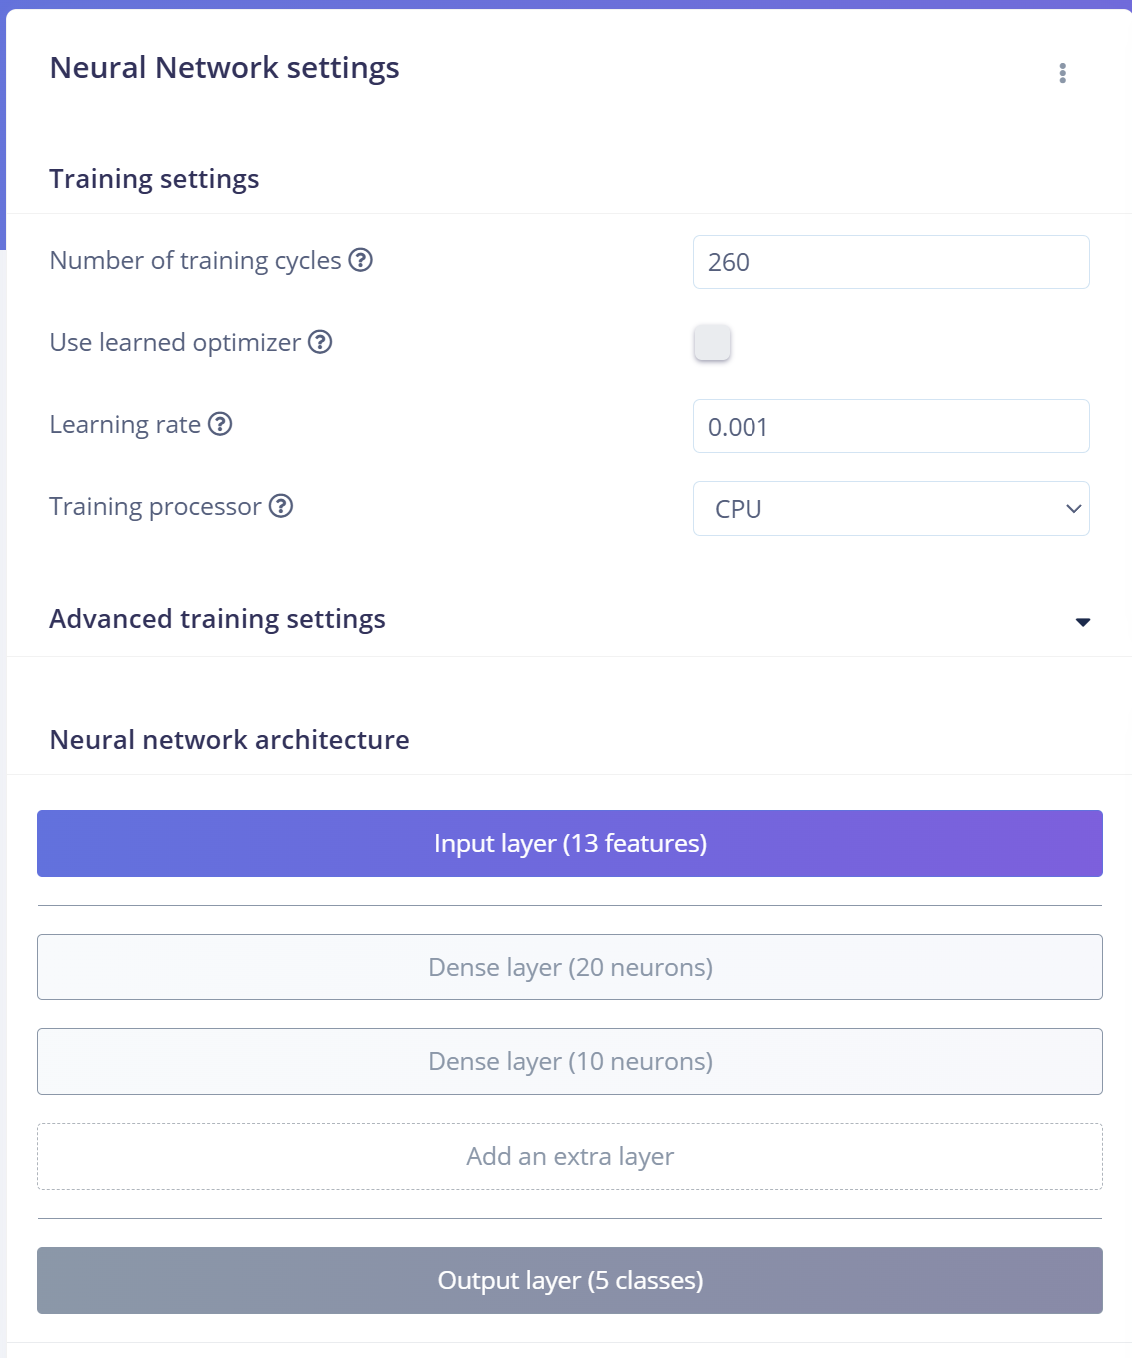 Neural Network settings
Training settings
Number of training cycles ?
260
Use learned optimizer ?
Learning rate ?
0.001
Training processor ?
CPU
Advanced training settings
Neural network architecture
Input layer (13 features)
Dense layer (20 neurons)
Dense layer (10 neurons)
Add an extra layer
Output layer (5 classes)